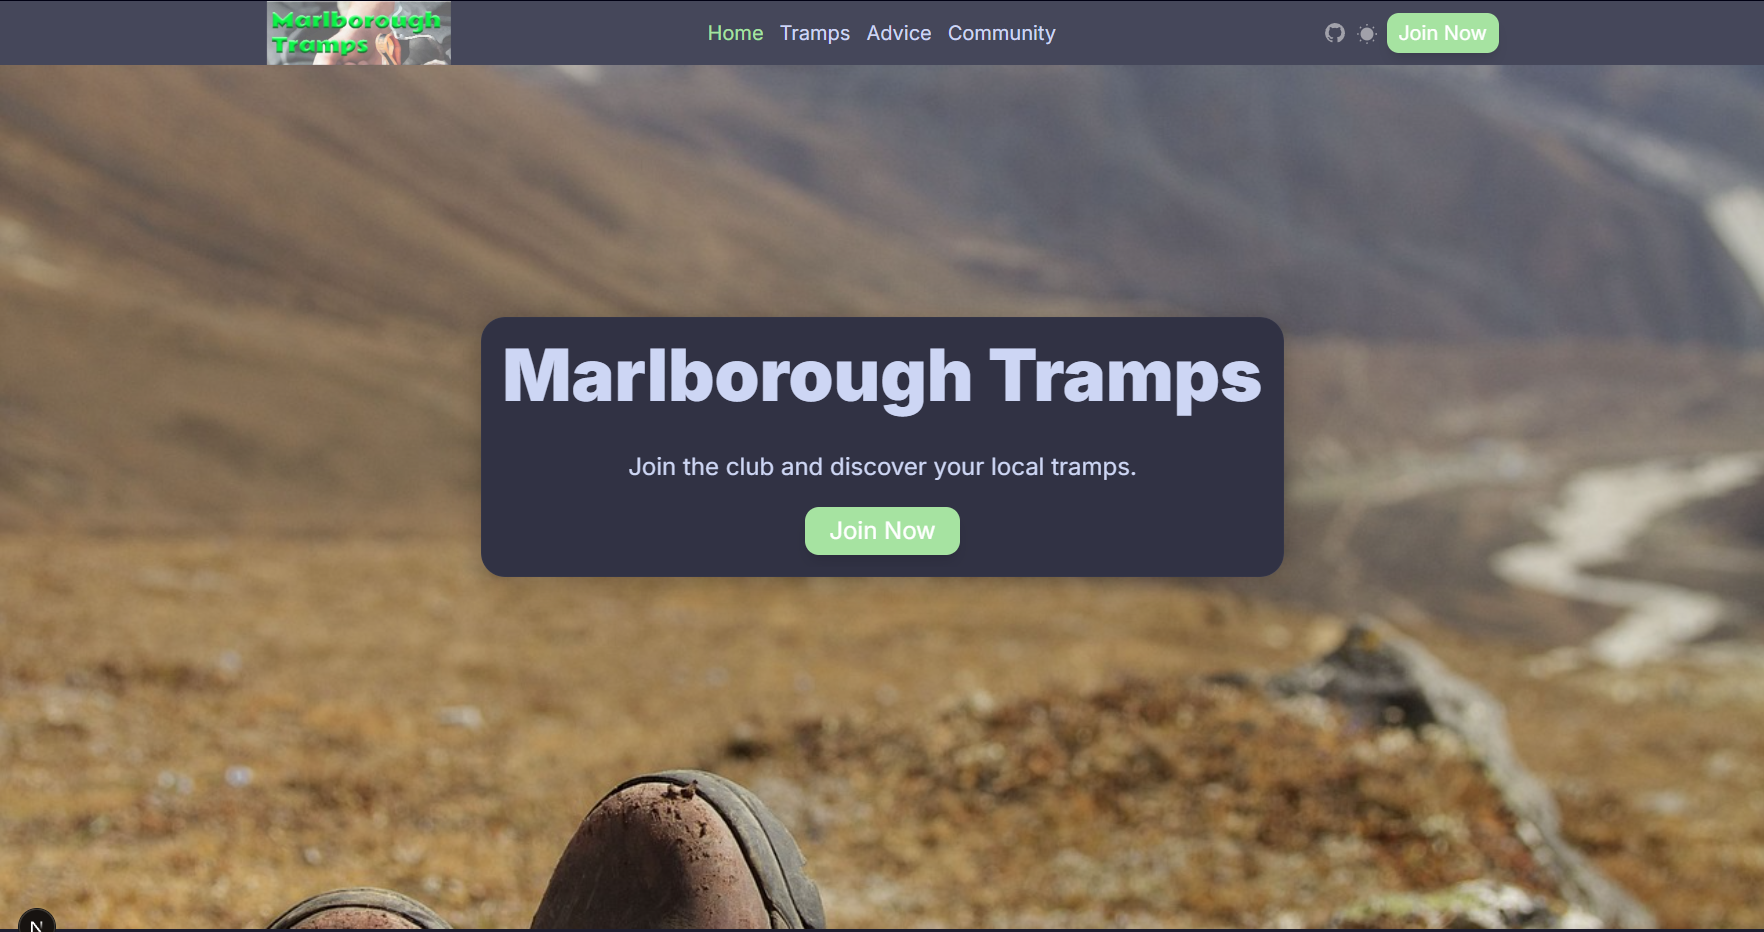 Marlborough
Tramps
Home Tramps Advice Community
Join Now
Marlborough Tramps
Join the club and discover your local tramps.
Join Now
N